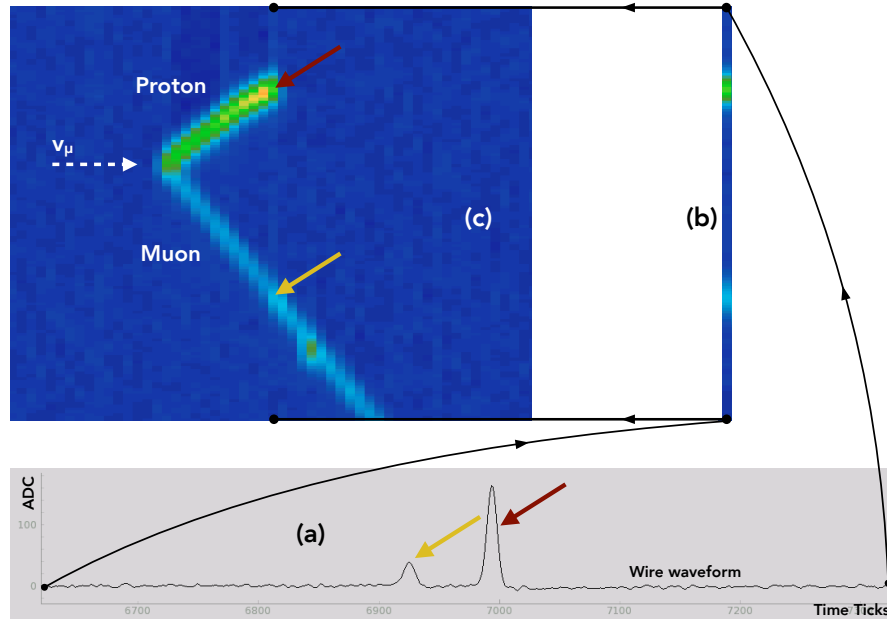 Proton
νμ
(c)
(b)
Muon
ADC
100
(a)
0
Wire waveform
6700
6800
6900
7000
7100
7200
Time Ticks